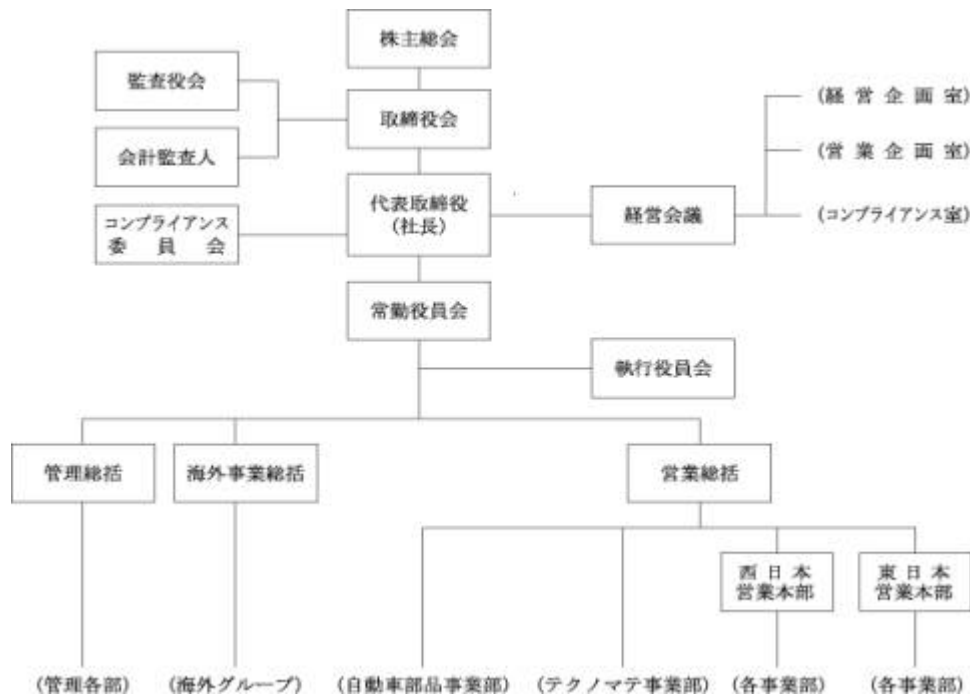 株主総会
監査役会
取締役会
会計監査人
(経営企画室)
(営業企画室)
代表取締役
(社長)
コンプライアンス
委員会
経営会議
(コンプライアンス室)
常勤役員会
執行役員会
管理総括
海外事業総括
営業総括
西日本
営業本部
東日本
営業本部
(管理各部)
(海外グループ)
(自動車部品事業部)
(テクノマテ事業部)
(各事業部)
(各事業部)